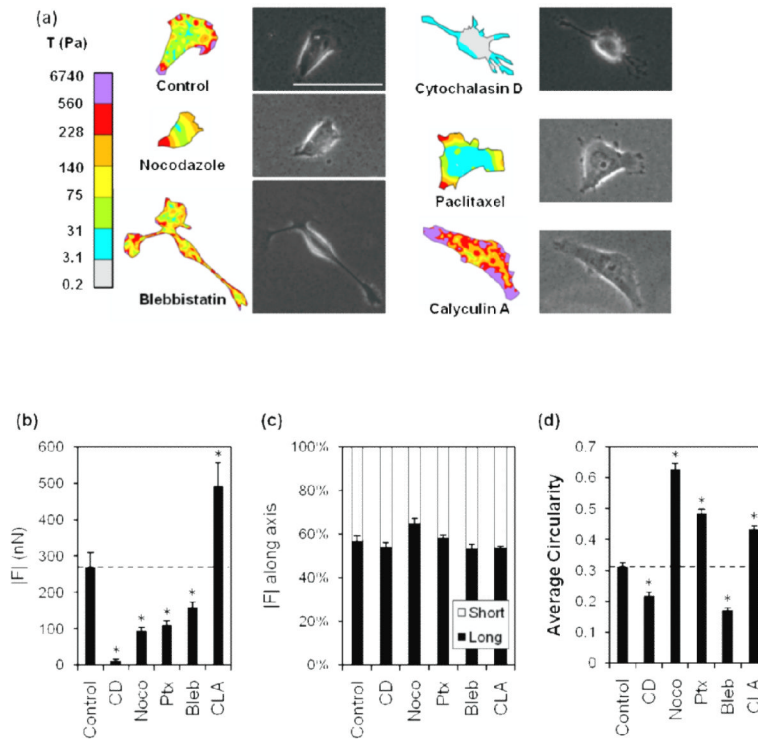 (a)
T (Pa)
6740
560
228
140
75
31
3.1
0.2
Control
Nocodazole
Blebbistatin
Cytochalasin D
Paclitaxel
Calyculin A
(b)
|F| (nN)
600
500
400
300
200
100
0
*
*
*
*
*
Control
CD
Noco
Ptx
Bleb
CLA
(c)
|F| along axis
100%
80%
60%
40%
20%
0%
Short
Long
Control
CD
Noco
Ptx
Bleb
CLA
(d)
Average Circularity
0.7
0.6
0.5
0.4
0.3
0.2
0.1
0
*
*
*
*
*
Control
CD
Noco
Ptx
Bleb
CLA